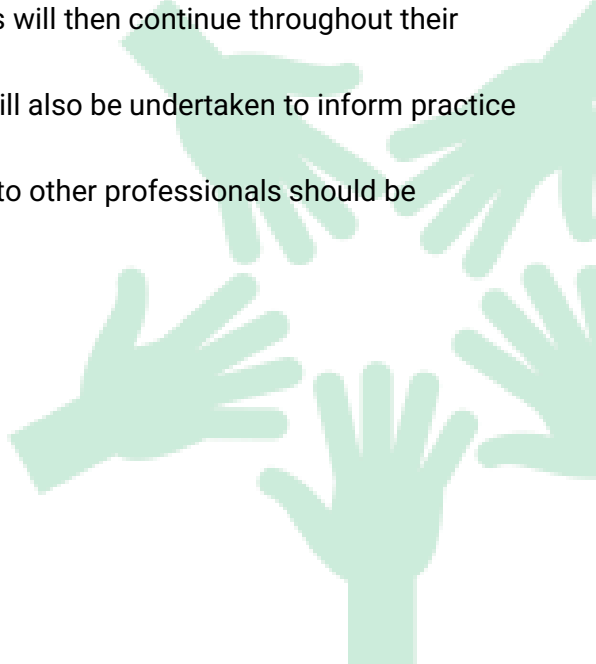 s will then continue throughout their
ill also be undertaken to inform practice
to other professionals should be